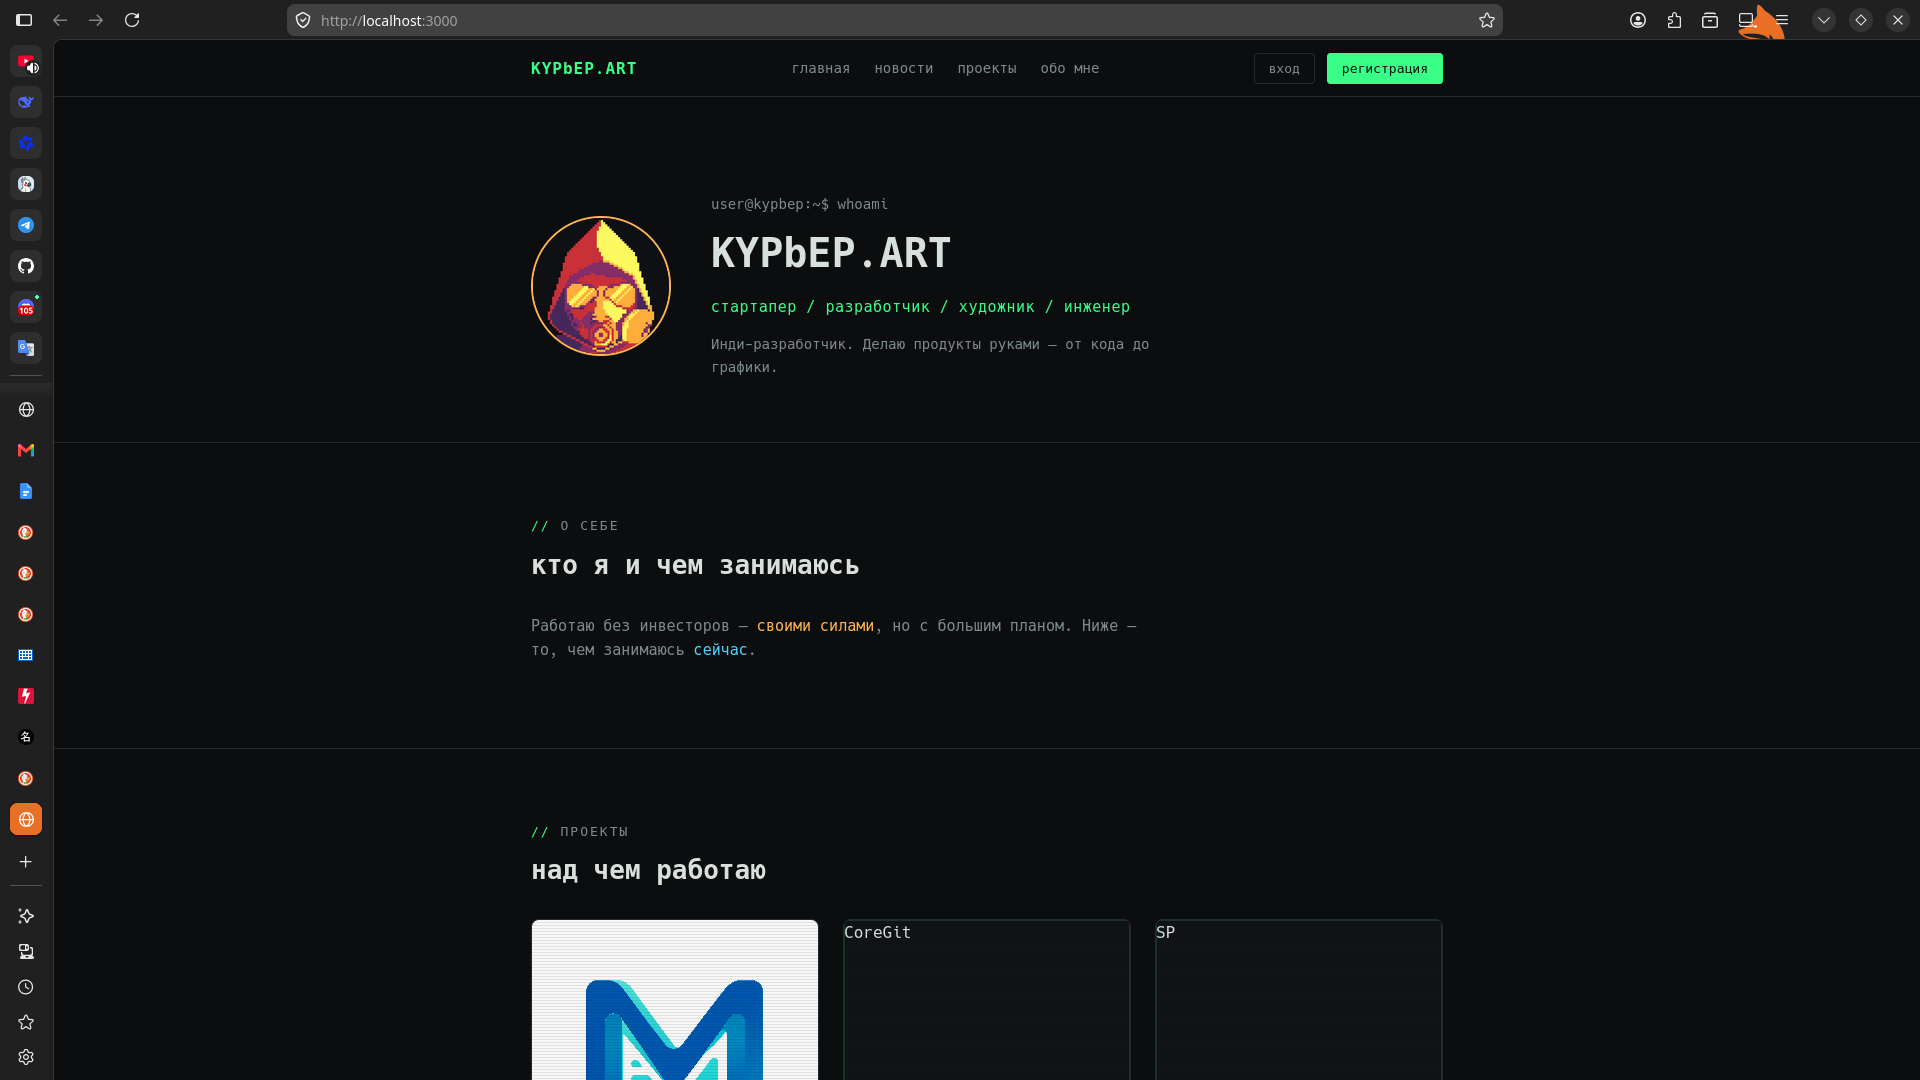 http://localhost:3000
KYPbEP.ART
главная новости проекты обо мне
вход
регистрация
105
user@kypbep:~$ whoami
KYPbEP.ART
стартапер / разработчик / художник / инженер
Инди-разработчик. Делаю продукты руками — от кода до
графики.
// О СЕБЕ
кто я и чем занимаюсь
Работаю без инвесторов — своими силами, но с большим планом. Ниже —
то, чем занимаюсь сейчас.
名
// ПРОЕКТЫ
над чем работаю
CoreGit
SP